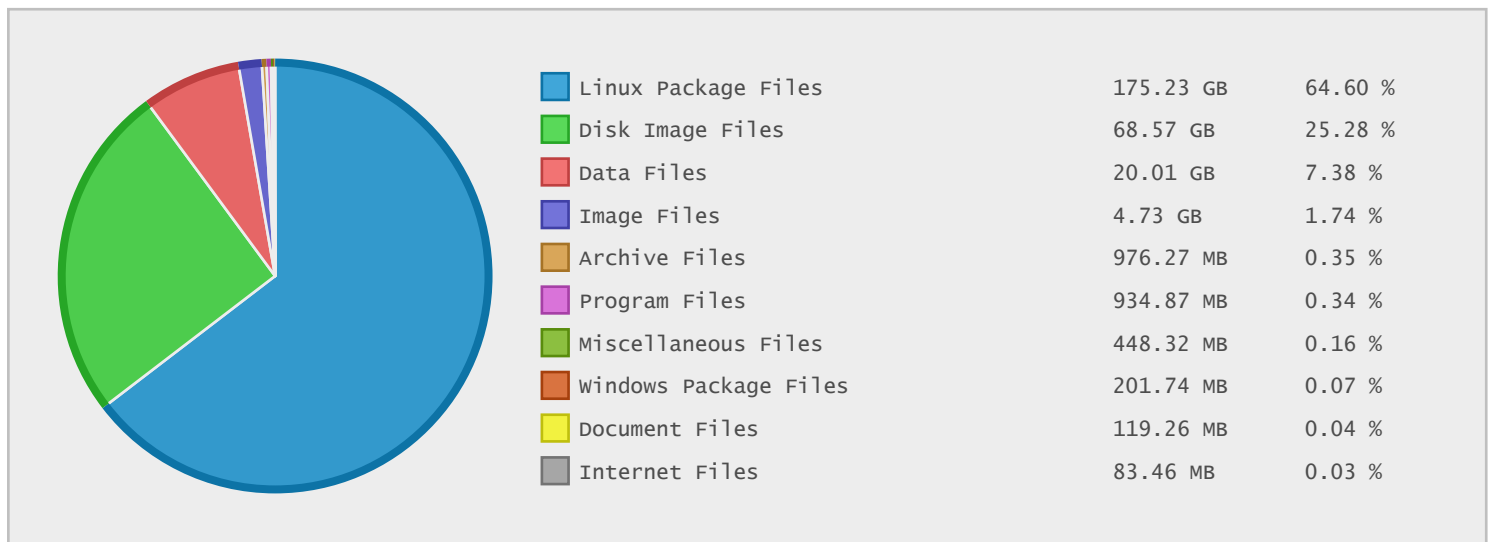 Linux Package Files 175.23 GB 64.60 %
Disk Image Files 68.57 GB 25.28 %
Data Files 20.01 GB 7.38 %
Image Files 4.73 GB 1.74 %
Archive Files 976.27 MB 0.35 %
Program Files 934.87 MB 0.34 %
Miscellaneous Files 448.32 MB 0.16 %
Windows Package Files 201.74 MB 0.07 %
Document Files 119.26 MB 0.04 %
Internet Files 83.46 MB 0.03 %